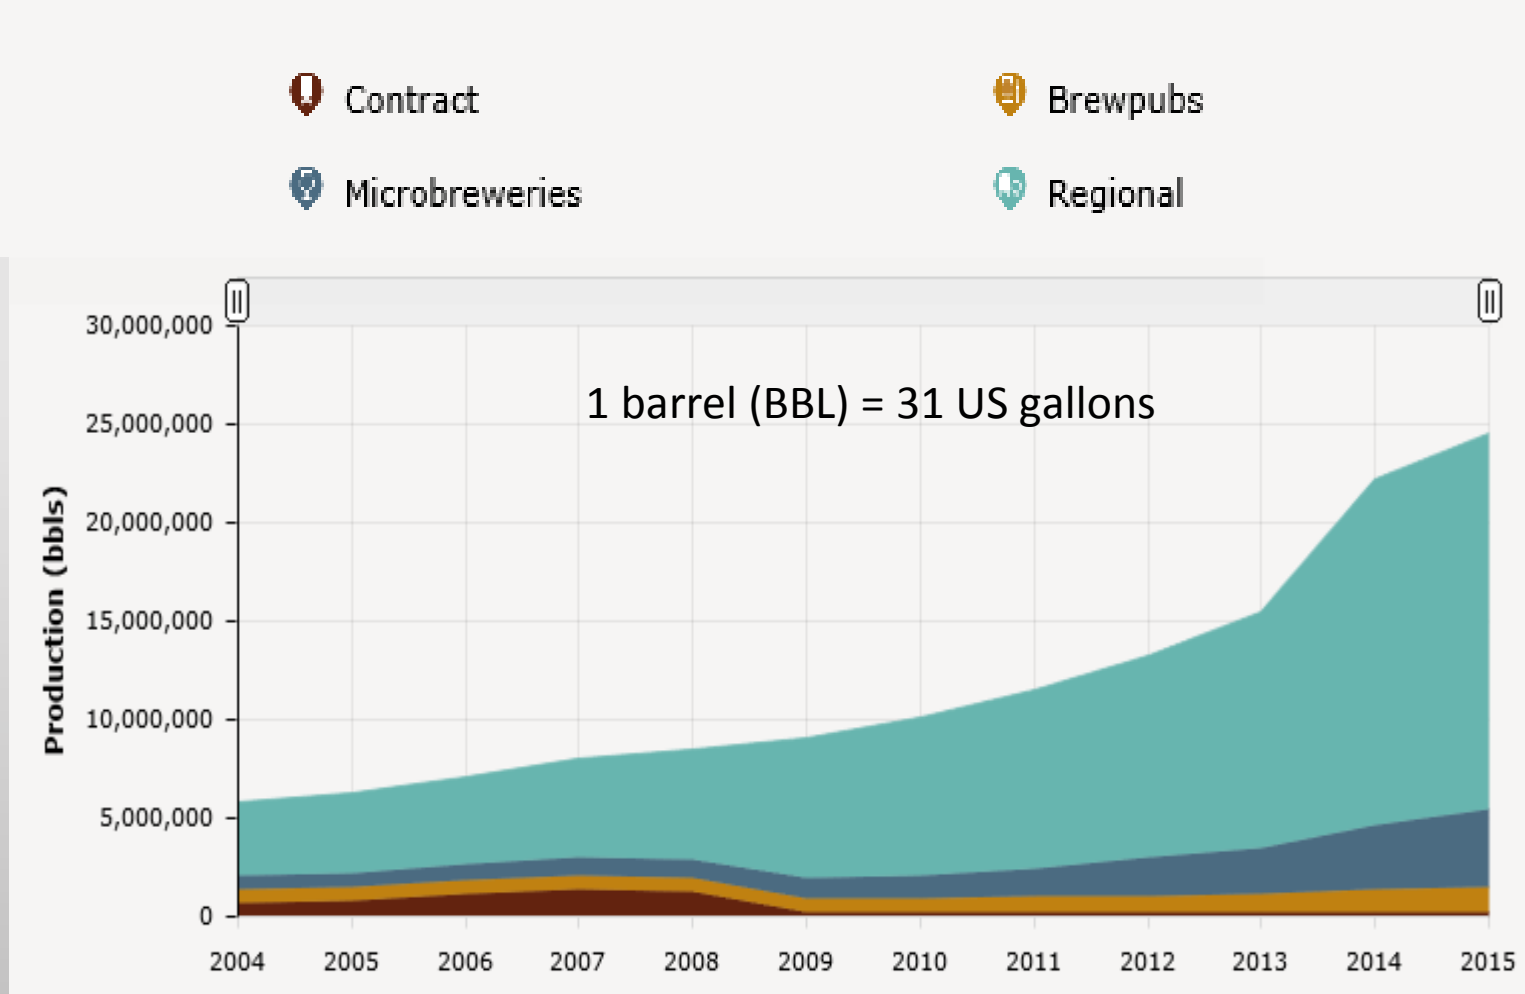 Contract
Brewpubs
Microbreweries
Regional
30,000,000
1 barrel (BBL) = 31 US gallons
25,000,000
20,000,000
15,000,000
10,000,000
5,000,000
0
Production (bbls)
2004 2005 2006 2007 2008 2009 2010 2011 2012 2013 2014 2015